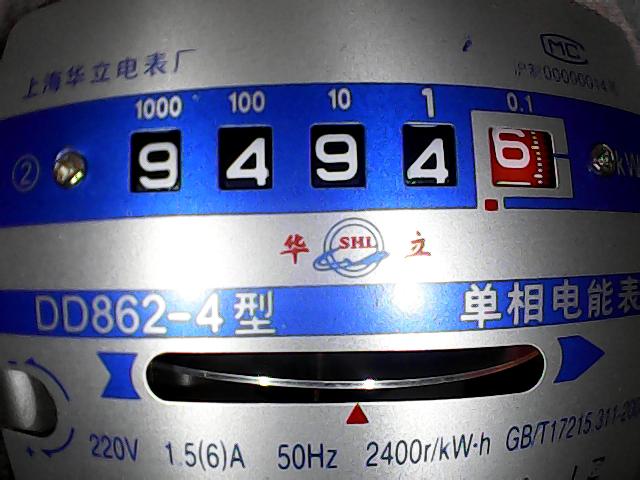 上海华立电表厂
MC
沪制00000014号
1000 100 10 1 0.1
② 9 4 9 4 6 kW
华 SHL 立
DD862-4型 单相电能表
220V 1.5(6)A 50Hz 2400r/kW·h GB/T17215.311-200